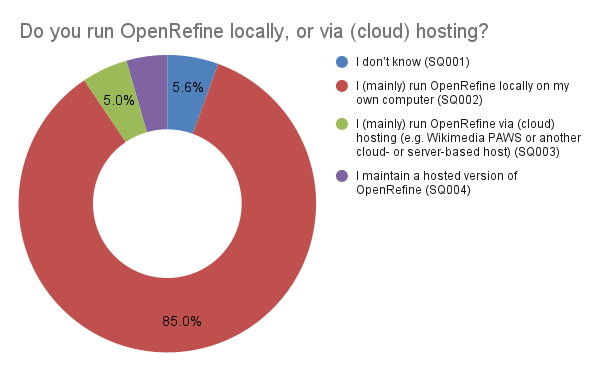 Do you run OpenRefine locally, or via (cloud) hosting?
5.6%
5.0%
85.0%
I don't know (SQ001)
I (mainly) run OpenRefine locally on my
own computer (SQ002)
I (mainly) run OpenRefine via (cloud)
hosting (e.g. Wikimedia PAWS or another
cloud- or server-based host) (SQ003)
I maintain a hosted version of
OpenRefine (SQ004)